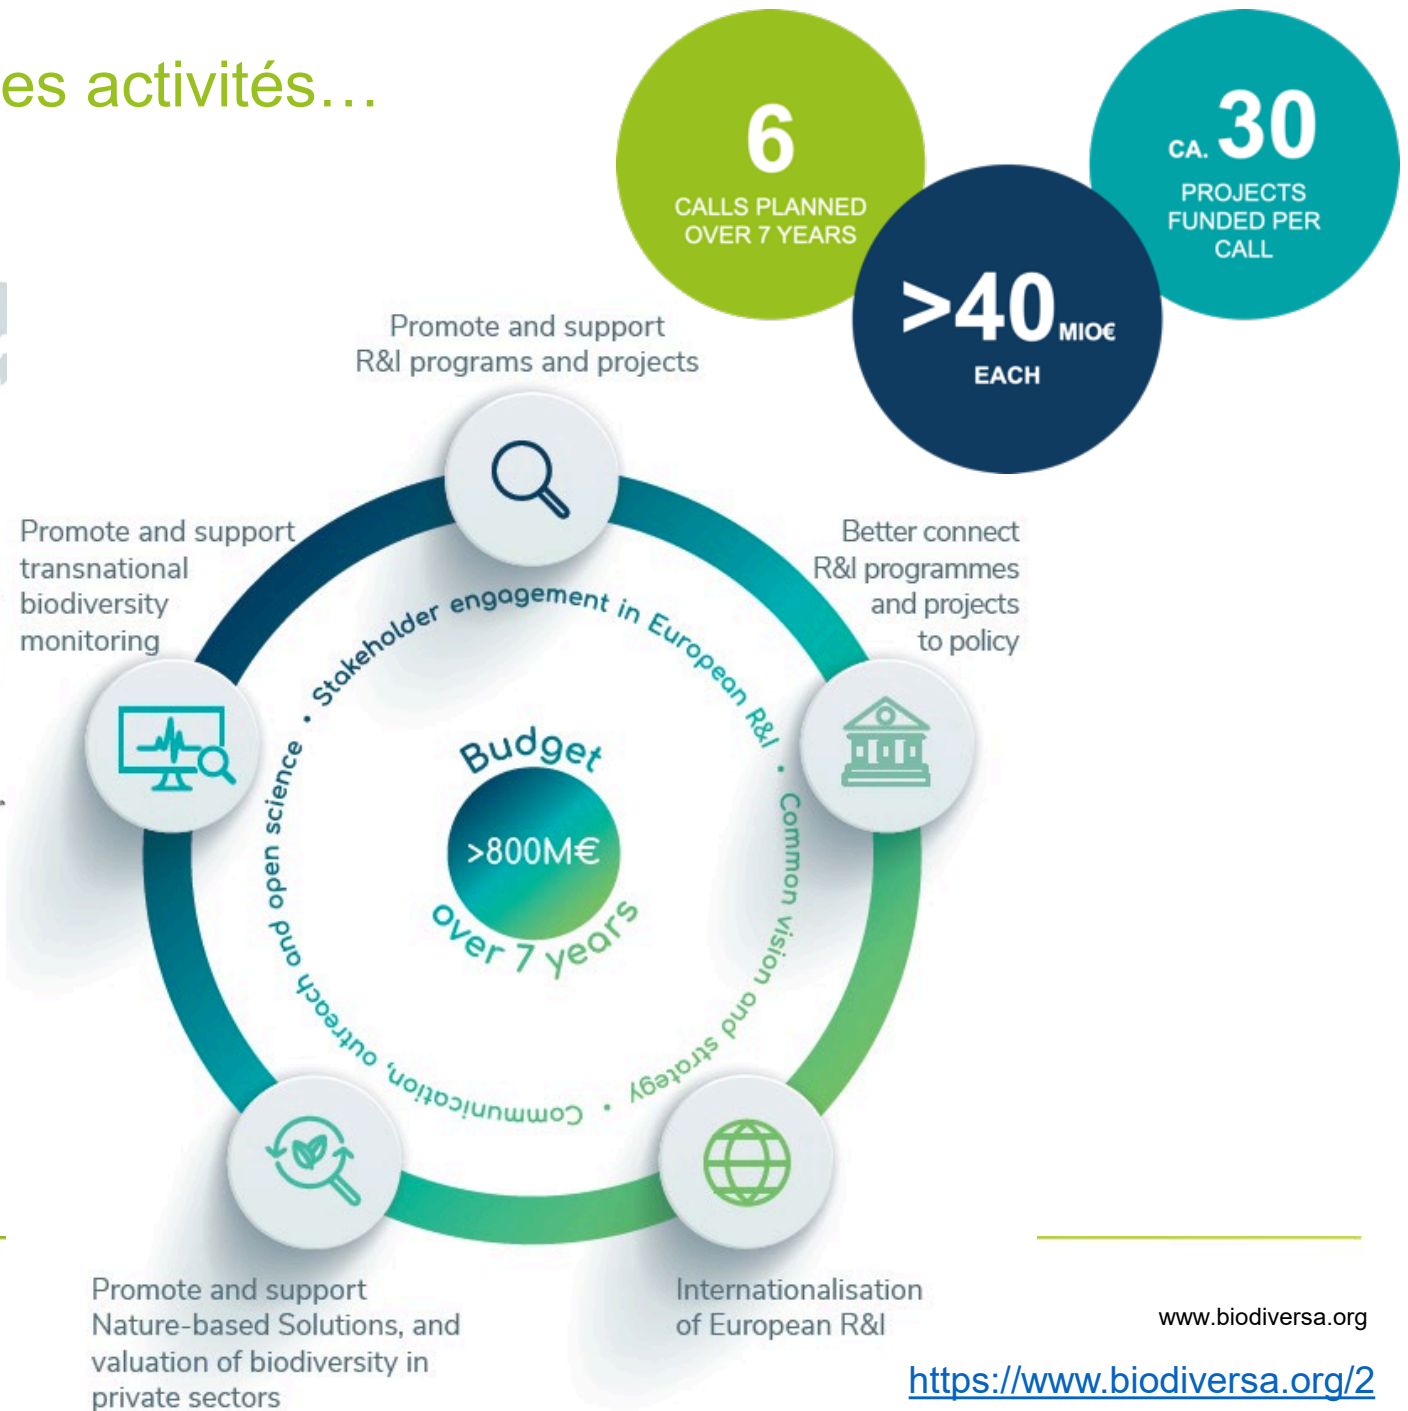 es activités…
6
CALLS PLANNED
OVER 7 YEARS
CA. 30
PROJECTS
FUNDED PER
CALL
>40 MIO€
EACH
Promote and support
R&I programs and projects
Promote and support
transnational
biodiversity
monitoring
Better connect
R&I programmes
and projects
to policy
• Stakeholder engagement in European R&I
• Common vision and strategy
• Communication, outreach and open science
Budget
>800M€
over 7 years
Promote and support
Nature-based Solutions, and
valuation of biodiversity in
private sectors
Internationalisation
of European R&I
www.biodiversa.org
https://www.biodiversa.org/2